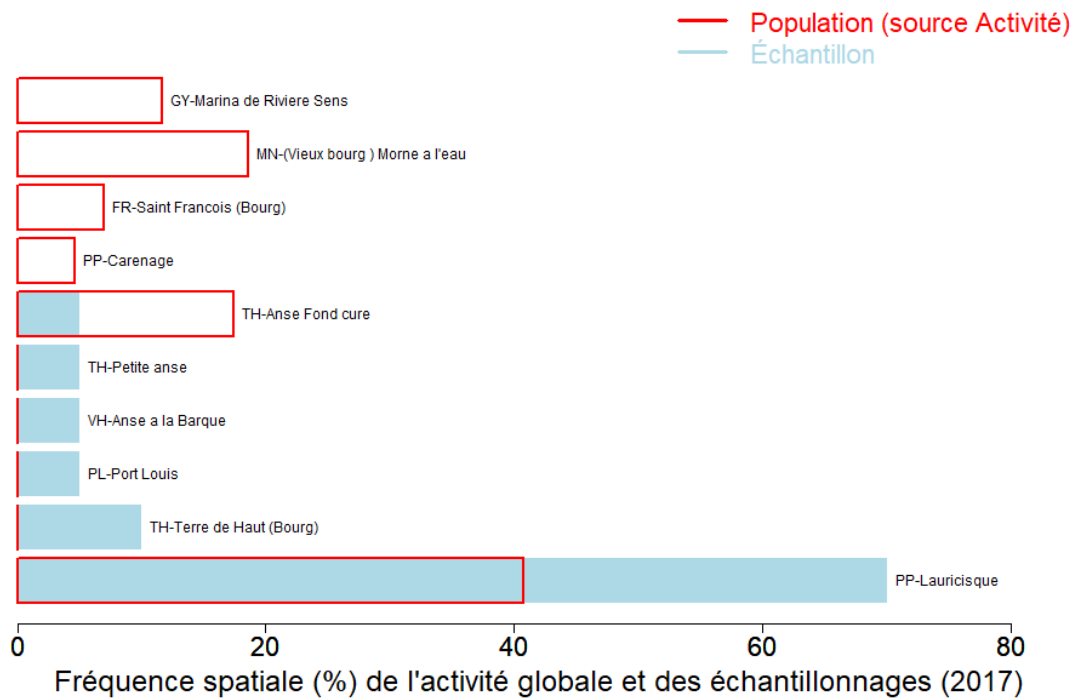 Population (source Activité)
Échantillon
GY-Marina de Riviere Sens
MN-(Vieux bourg ) Morne a l'eau
FR-Saint Francois (Bourg)
PP-Carenage
TH-Anse Fond cure
TH-Petite anse
VH-Anse a la Barque
PL-Port Louis
TH-Terre de Haut (Bourg)
PP-Lauricisque
0 20 40 60 80
Fréquence spatiale (%) de l'activité globale et des échantillonnages (2017)